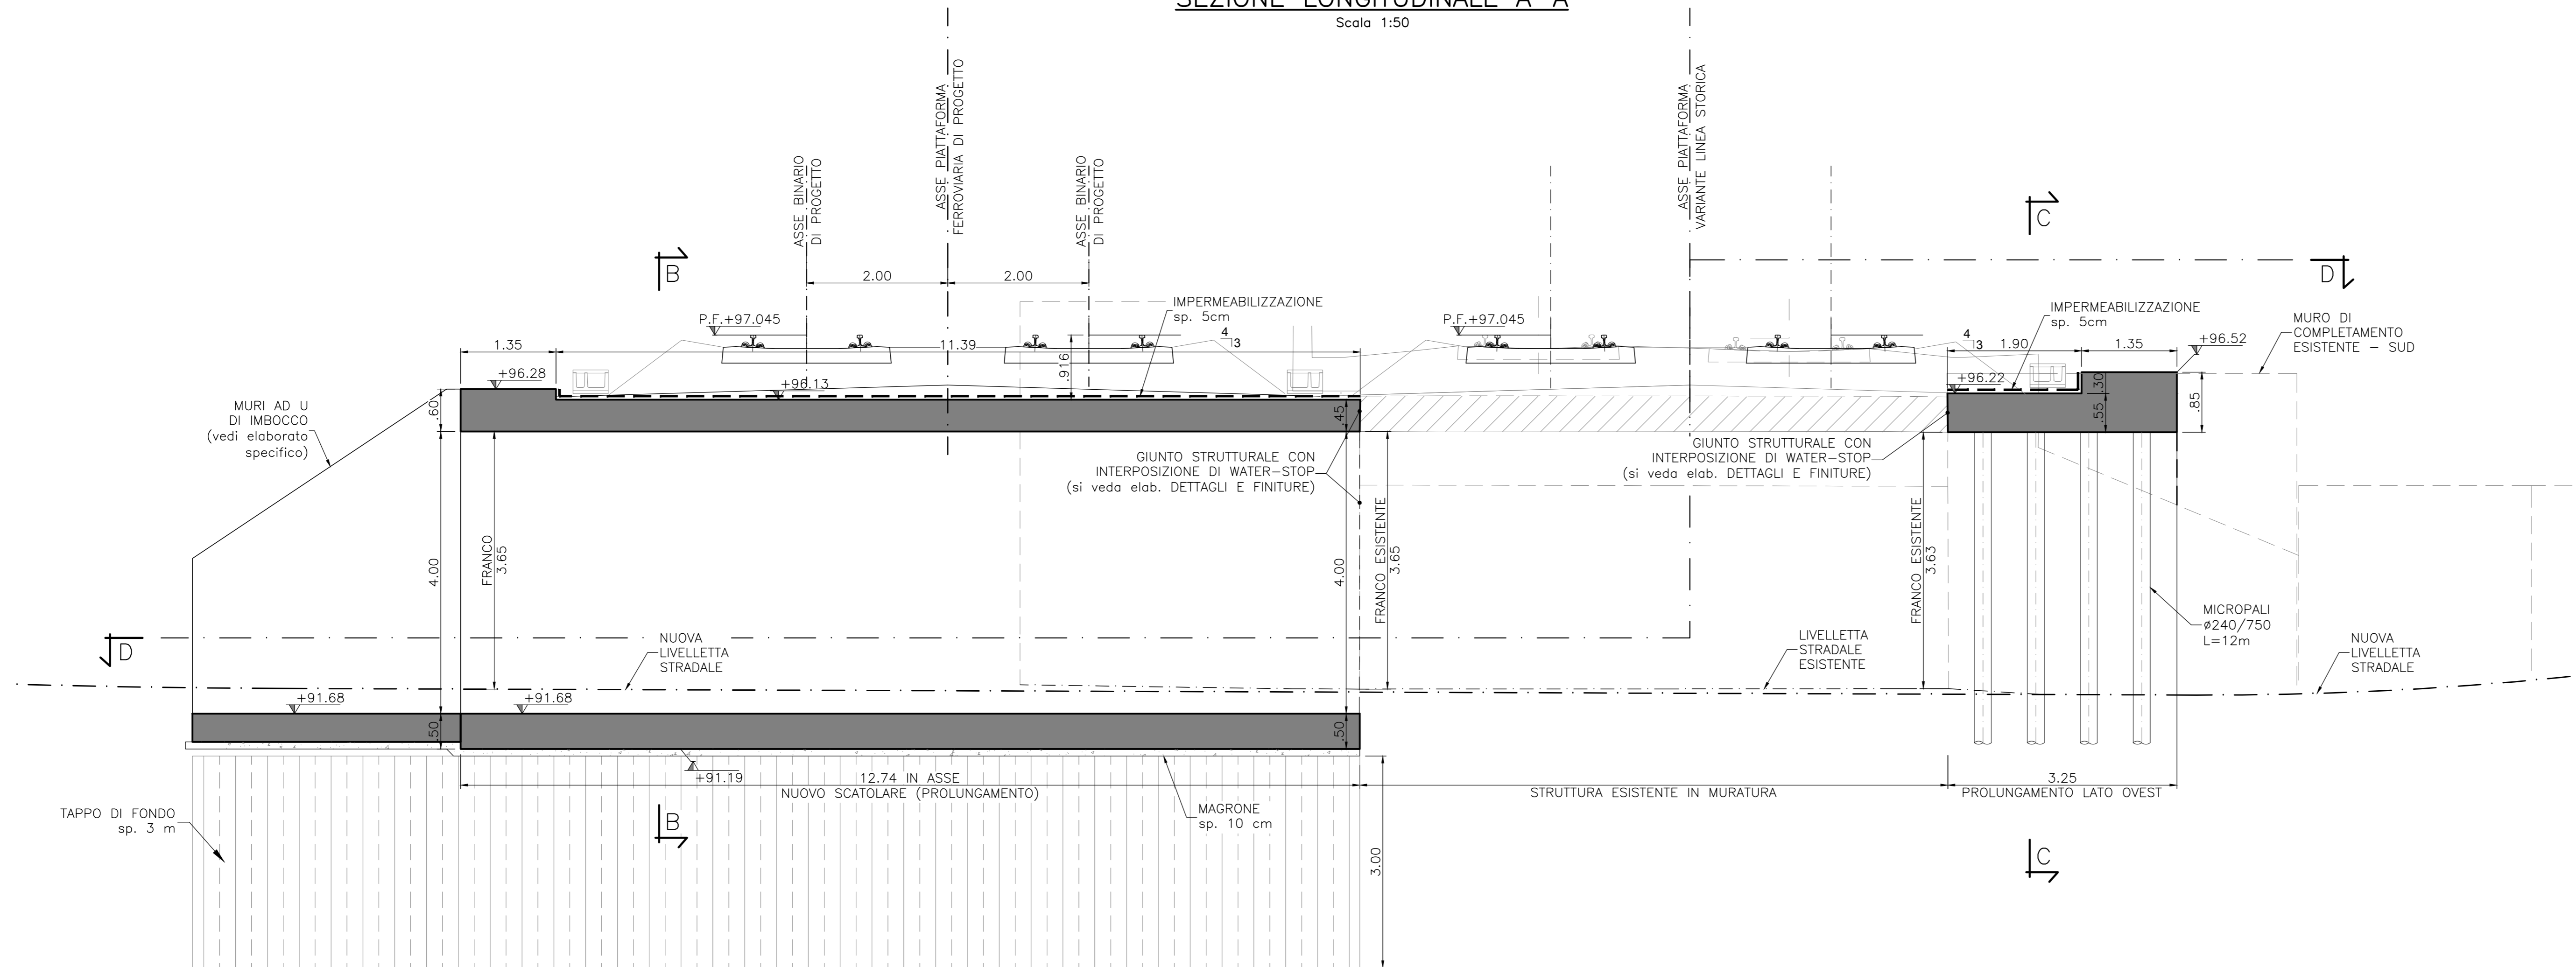 SEZIONE LONGITUDINALE A-A
Scala 1:50
ASSE PIATTAFORMA
FERROVIARIA DI PROGETTO
ASSE PIATTAFORMA
VARIANTE LINEA STORICA
ASSE BINARIO
DI PROGETTO
ASSE BINARIO
DI PROGETTO
B
C
D
2.00
2.00
IMPERMEABILIZZAZIONE
sp. 5cm
IMPERMEABILIZZAZIONE
sp. 5cm
MURO DI
COMPLETAMENTO
ESISTENTE – SUD
P.F.+97.045
P.F.+97.045
4
3
4
3
1.35
11.39
.916
1.90
1.35
+96.52
+96.28
+96.13
+96.22
.30
.60
.45
.55
.85
MURI AD U
DI IMBOCCO
(vedi elaborato
specifico)
GIUNTO STRUTTURALE CON
INTERPOSIZIONE DI WATER–STOP
(si veda elab. DETTAGLI E FINITURE)
GIUNTO STRUTTURALE CON
INTERPOSIZIONE DI WATER–STOP
(si veda elab. DETTAGLI E FINITURE)
4.00
FRANCO
3.65
4.00
FRANCO ESISTENTE
3.65
FRANCO ESISTENTE
3.63
MICROPALI
ø240/750
L=12m
D
NUOVA
LIVELLETTA
STRADALE
LIVELLETTA
STRADALE
ESISTENTE
NUOVA
LIVELLETTA
STRADALE
+91.68
+91.68
.50
.50
+91.19
12.74 IN ASSE
NUOVO SCATOLARE (PROLUNGAMENTO)
STRUTTURA ESISTENTE IN MURATURA
3.25
PROLUNGAMENTO LATO OVEST
TAPPO DI FONDO
sp. 3 m
B
MAGRONE
sp. 10 cm
3.00
C